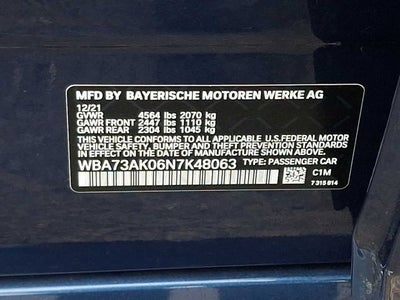 MFD BY BAYERISCHE MOTOREN WERKE AG
12/21
GVWR 4564 lbs 2070 kg
GAWR FRONT 2447 lbs 1110 kg
GAWR REAR 2304 lbs 1045 kg
THIS VEHICLE CONFORMS TO ALL APPLICABLE U.S.FEDERAL MOTOR
VEHICLE SAFETY, BUMPER AND THEFT PREVENTION STANDARDS
IN EFFECT ON THE DATE OF MANUFACTURE SHOWN ABOVE.
WBA73AK06N7K48063 TYPE: PASSENGER CAR
C1M
7 315 814